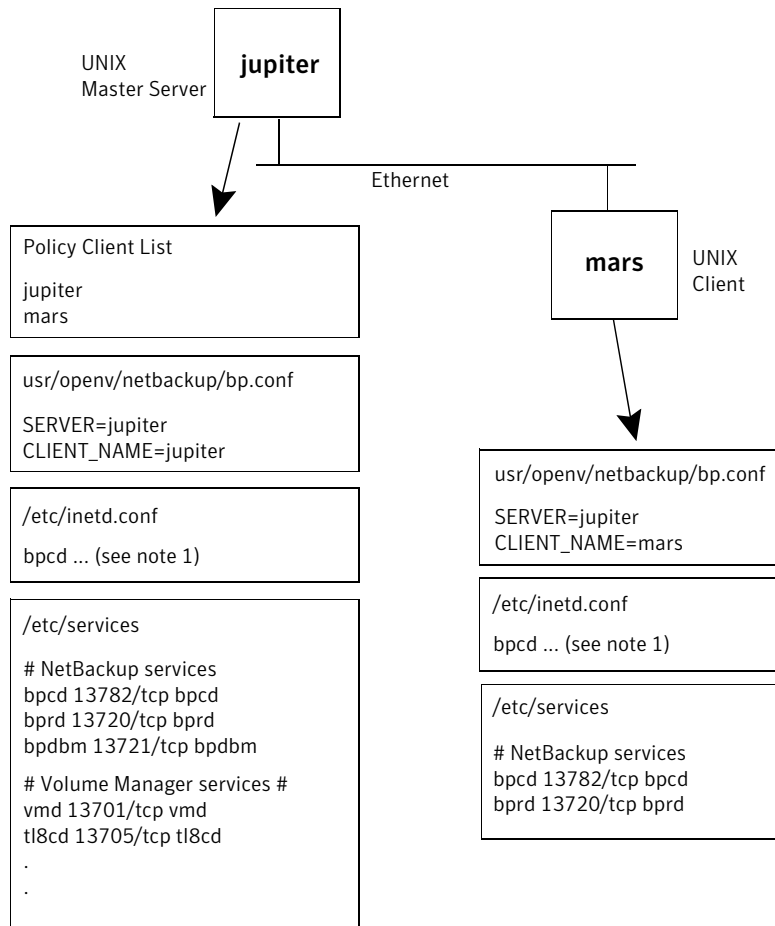 jupiter
UNIX
Master Server
Ethernet
mars
UNIX
Client
Policy Client List
jupiter
mars
usr/openv/netbackup/bp.conf
SERVER=jupiter
CLIENT_NAME=jupiter
/etc/inetd.conf
bpcd ... (see note 1)
/etc/services
# NetBackup services
bpcd 13782/tcp bpcd
bprd 13720/tcp bprd
bpdbm 13721/tcp bpdbm
# Volume Manager services #
vmd 13701/tcp vmd
tl8cd 13705/tcp tl8cd
.
.
usr/openv/netbackup/bp.conf
SERVER=jupiter
CLIENT_NAME=mars
/etc/inetd.conf
bpcd ... (see note 1)
/etc/services
# NetBackup services
bpcd 13782/tcp bpcd
bprd 13720/tcp bprd